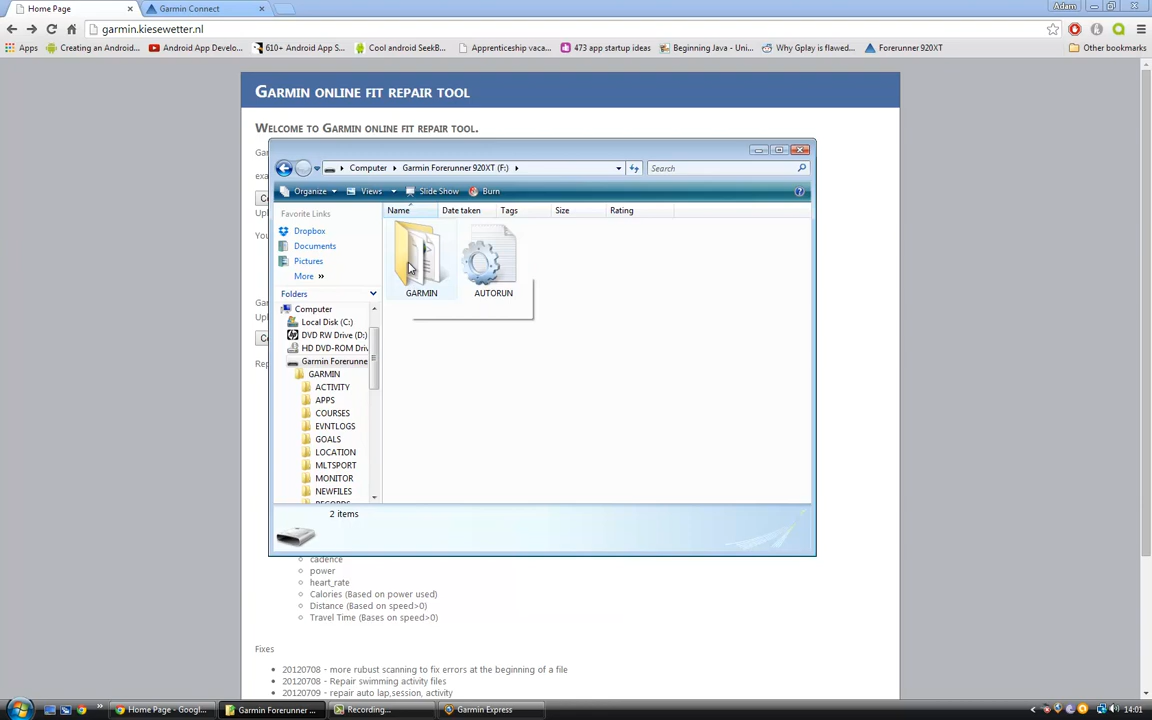 Home Page
Garmin Connect
Adam
garmin.kiesewetter.nl
Apps
Creating an Android...
Android App Develo...
610+ Android App S...
Cool android SeekB...
Apprenticeship vaca...
473 app startup ideas
Beginning Java - Uni...
Why Gplay is flawed...
Forerunner 920XT
Other bookmarks
Garmin online fit repair tool
Welcome to Garmin online fit repair tool.
Computer
Garmin Forerunner 920XT (F:)
Search
Organize
Views
Slide Show
Burn
Favorite Links
Name
Date taken
Tags
Size
Rating
Dropbox
Documents
Pictures
More »
Folders
GARMIN
AUTORUN
Computer
Local Disk (C:)
DVD RW Drive (D:)
HD DVD-ROM Driv
Garmin Forerunne
GARMIN
ACTIVITY
APPS
COURSES
EVNTLOGS
GOALS
LOCATION
MLTSPORT
MONITOR
NEWFILES
2 items
cadence
power
heart_rate
Calories (Based on power used)
Distance (Based on speed>0)
Travel Time (Bases on speed>0)
Fixes
20120708 - more rubust scanning to fix errors at the beginning of a file
20120708 - Repair swimming activity files
20120709 - repair auto lap,session, activity
Home Page - Googl...
Garmin Forerunner ...
Recording...
Garmin Express
14:01